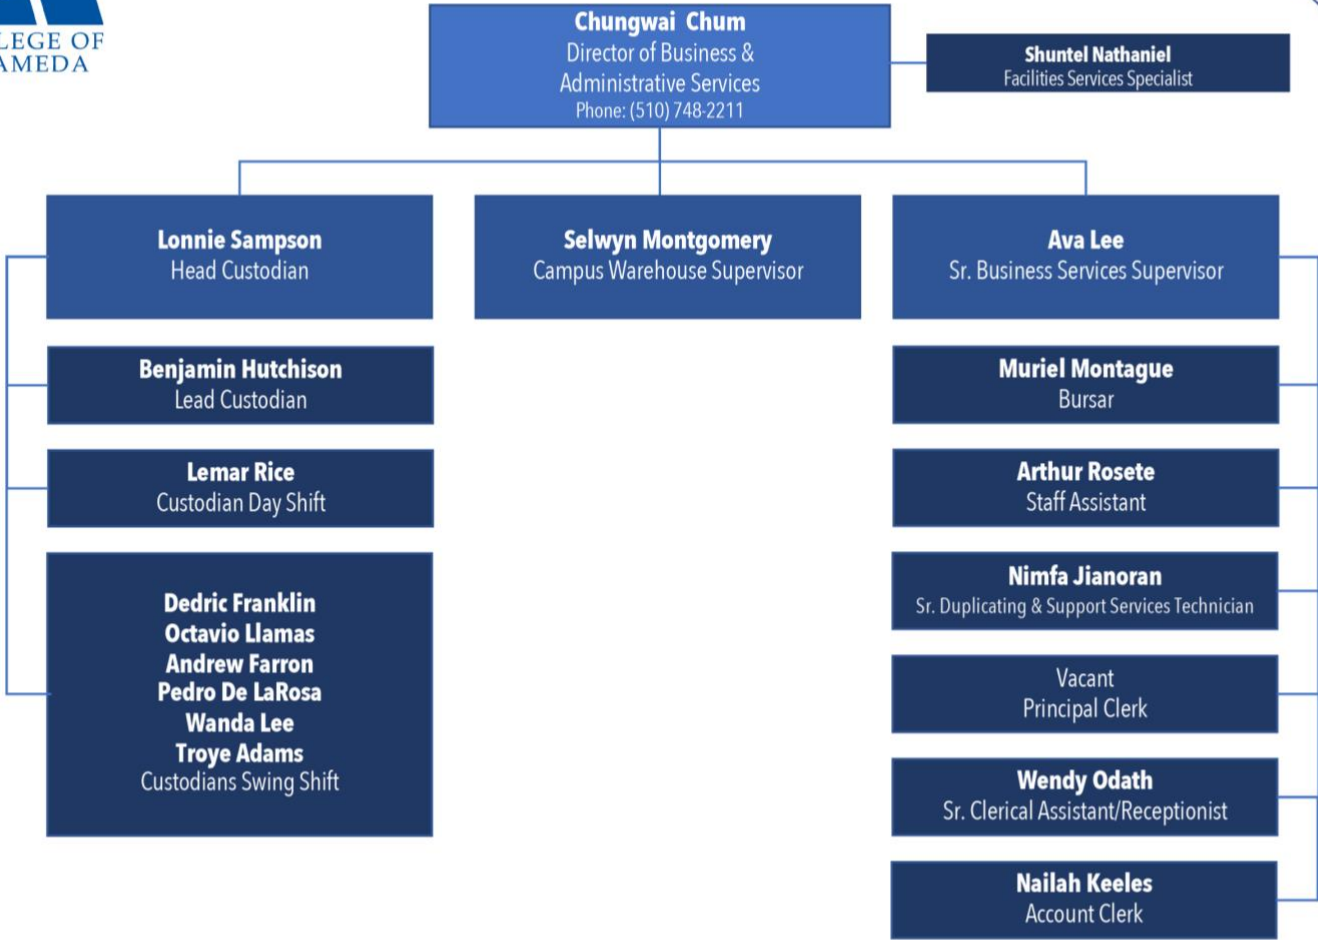 LEGE OF
AMEDA
Chungwai Chum
Director of Business &
Administrative Services
Phone: (510) 748-2211
Shuntel Nathaniel
Facilities Services Specialist
Lonnie Sampson
Head Custodian
Selwyn Montgomery
Campus Warehouse Supervisor
Ava Lee
Sr. Business Services Supervisor
Benjamin Hutchison
Lead Custodian
Lemar Rice
Custodian Day Shift
Dedric Franklin
Octavio Llamas
Andrew Farron
Pedro De LaRosa
Wanda Lee
Troye Adams
Custodians Swing Shift
Muriel Montague
Bursar
Arthur Rosete
Staff Assistant
Nimfa Jianoran
Sr. Duplicating & Support Services Technician
Vacant
Principal Clerk
Wendy Odath
Sr. Clerical Assistant/Receptionist
Nailah Keeles
Account Clerk